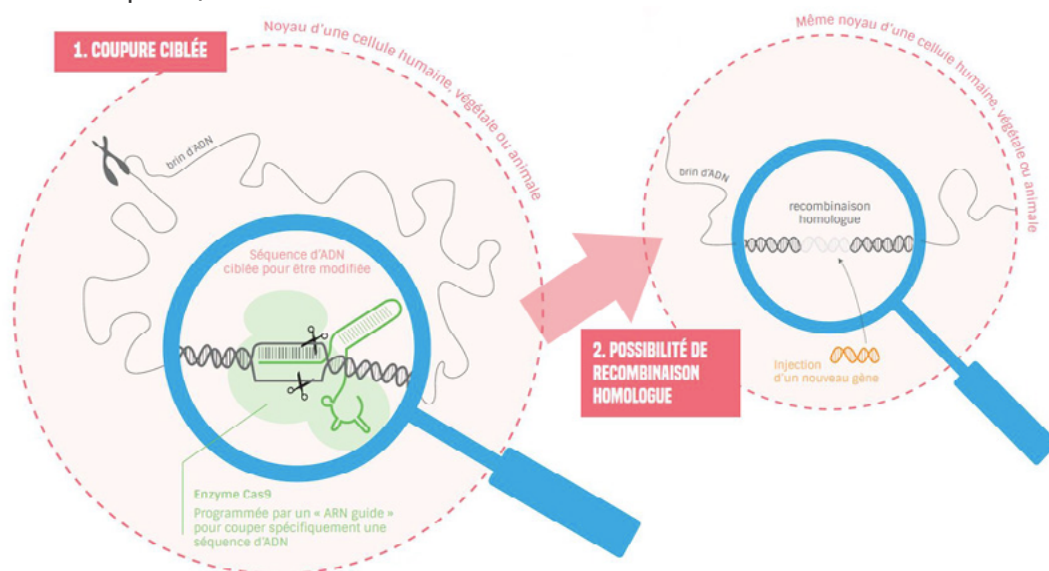 1. COUPURE CIBLÉE
Noyau d'une cellule humaine, végétale ou animale
brin d'ADN
Séquence d'ADN
ciblée pour être modifiée
Enzyme Cas9
Programmée par un « ARN guide »
pour couper spécifiquement une
séquence d'ADN
Même noyau d'une cellule humaine, végétale ou animale
brin d'ADN
recombinaison
homologue
2. POSSIBILITÉ DE
RECOMBINAISON
HOMOLOGUE
Injection
d'un nouveau gène